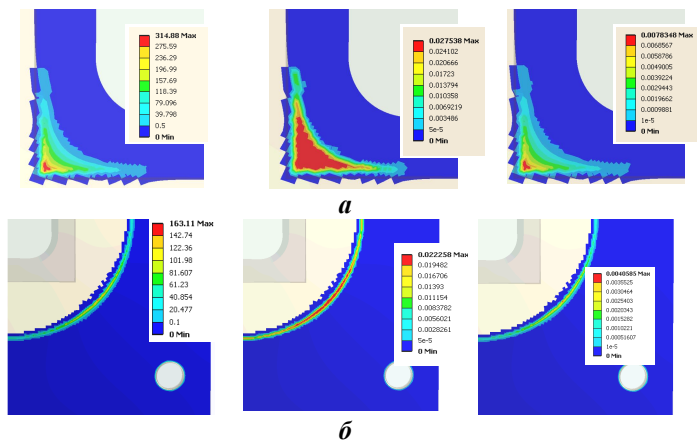 314.88 Max
275.59
236.29
196.99
157.69
118.39
79.096
39.798
0.5
0 Min
0.027538 Max
0.024102
0.020666
0.01723
0.013794
0.010358
0.0069219
0.003486
5e-5
0 Min
0.0078348 Max
0.0068567
0.0058786
0.0049005
0.0039224
0.0029443
0.0019662
0.0009881
1e-5
0 Min
а
163.11 Max
142.74
122.36
101.98
81.607
61.23
40.854
20.477
0.1
0 Min
0.022258 Max
0.019482
0.016706
0.01393
0.011154
0.0083782
0.0056021
0.0028261
5e-5
0 Min
0.0040585 Max
0.0035525
0.0030464
0.0025403
0.0020343
0.0015282
0.0010221
0.00051607
1e-5
0 Min
б